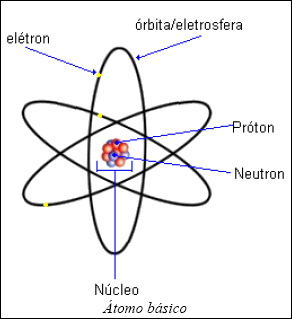 órbita/eletrosfera
elétron
Próton
Neutron
Núcleo
Átomo básico